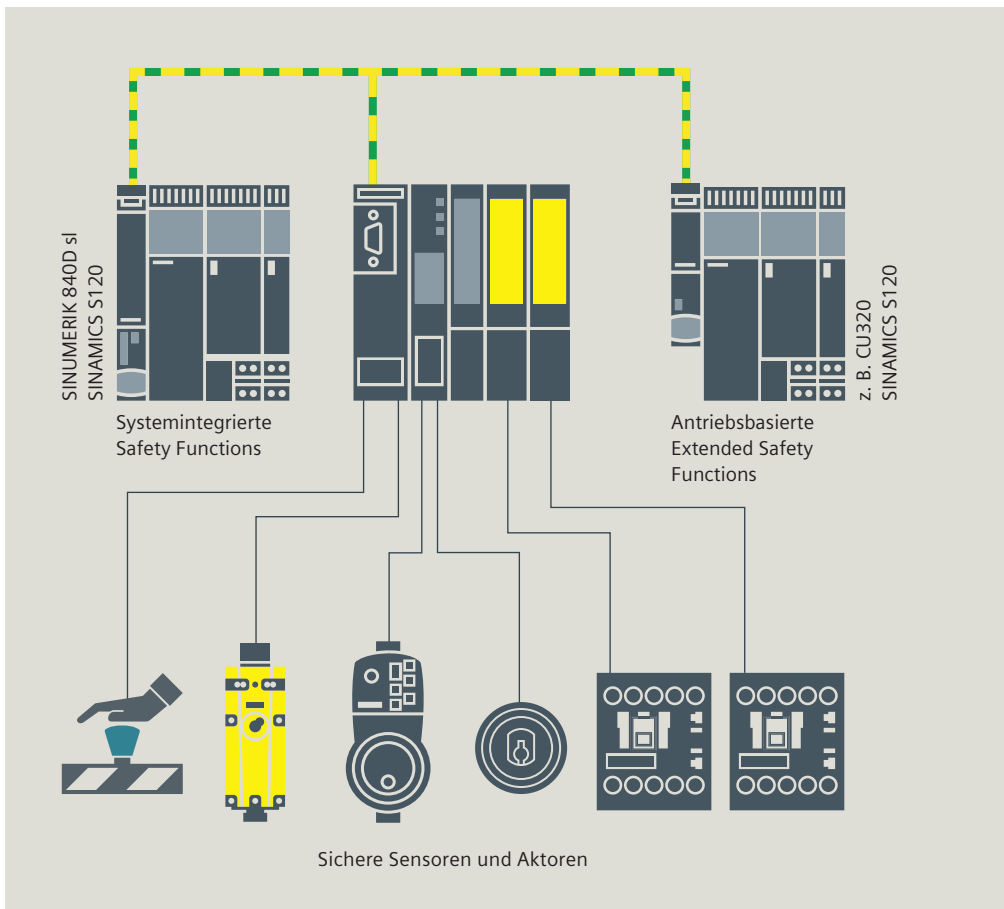 SINUMERIK 840D sl
SINAMICS S120
Systemintegrierte
Safety Functions
z. B. CU320
SINAMICS S120
Antriebsbasierte
Extended Safety
Functions
Sichere Sensoren und Aktoren